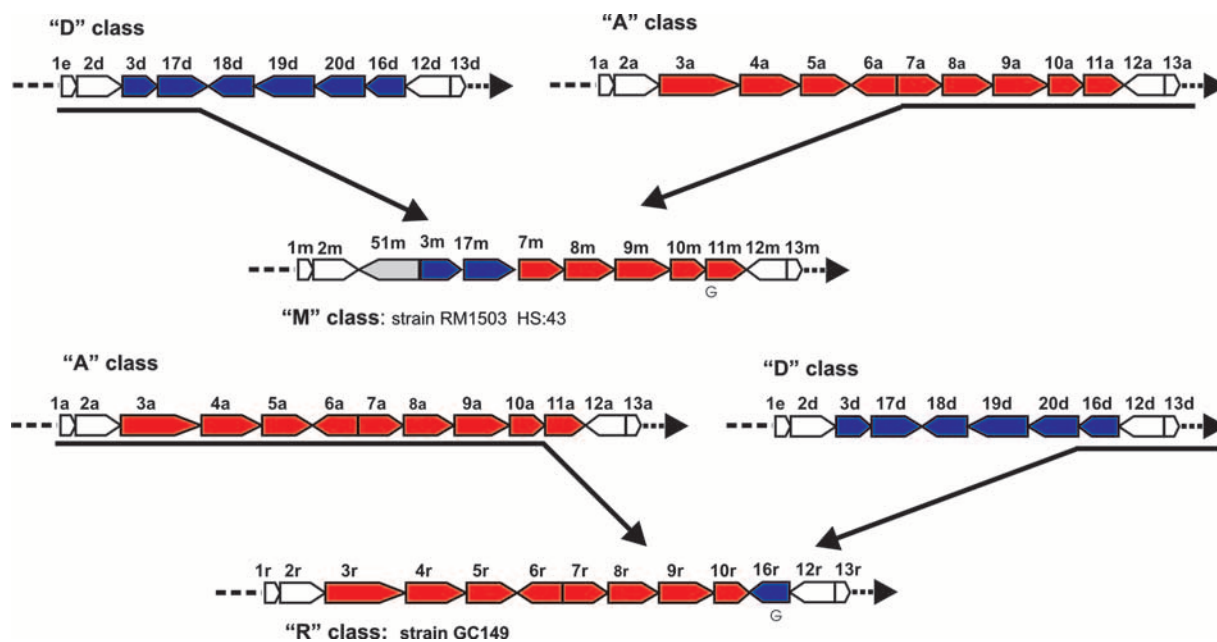 “D” class
“A” class
1e 2d 3d 17d 18d 19d 20d 16d 12d 13d
1a 2a 3a 4a 5a 6a 7a 8a 9a 10a 11a 12a 13a
1m 2m 51m 3m 17m 7m 8m 9m 10m 11m 12m 13m
G
“M” class: strain RM1503 HS:43
“A” class
“D” class
1a 2a 3a 4a 5a 6a 7a 8a 9a 10a 11a 12a 13a
1e 2d 3d 17d 18d 19d 20d 16d 12d 13d
1r 2r 3r 4r 5r 6r 7r 8r 9r 10r 16r 12r 13r
G
“R” class: strain GC149